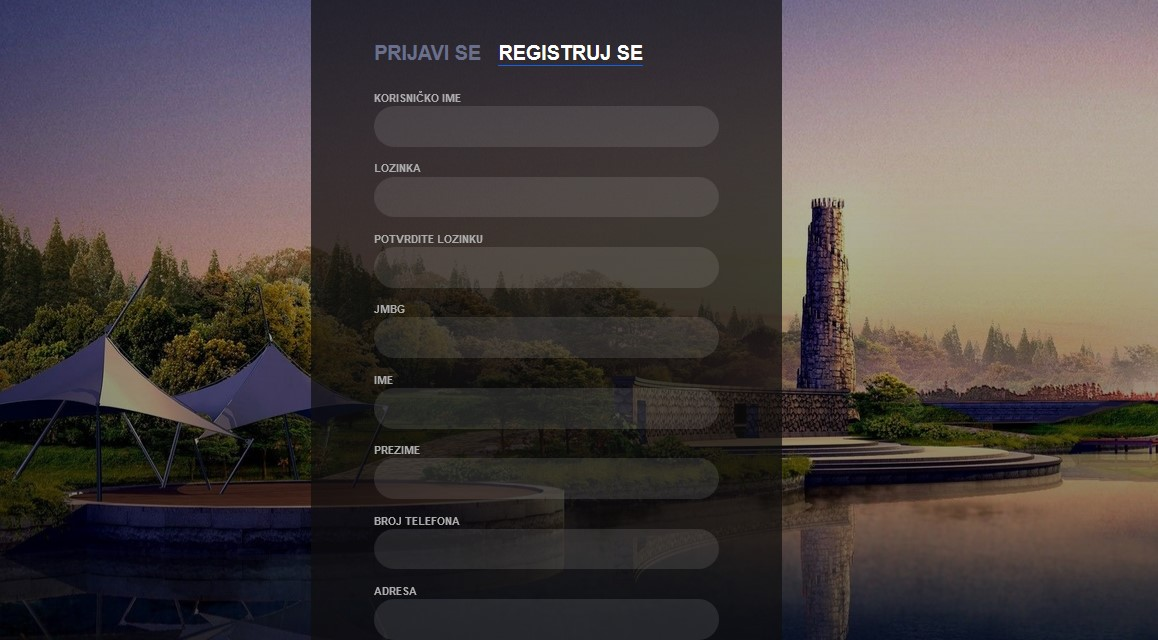 PRIJAVI SE REGISTRUJ SE
KORISNIČKO IME
LOZINKA
POTVRDITE LOZINKU
JMBG
IME
PREZIME
BROJ TELEFONA
ADRESA